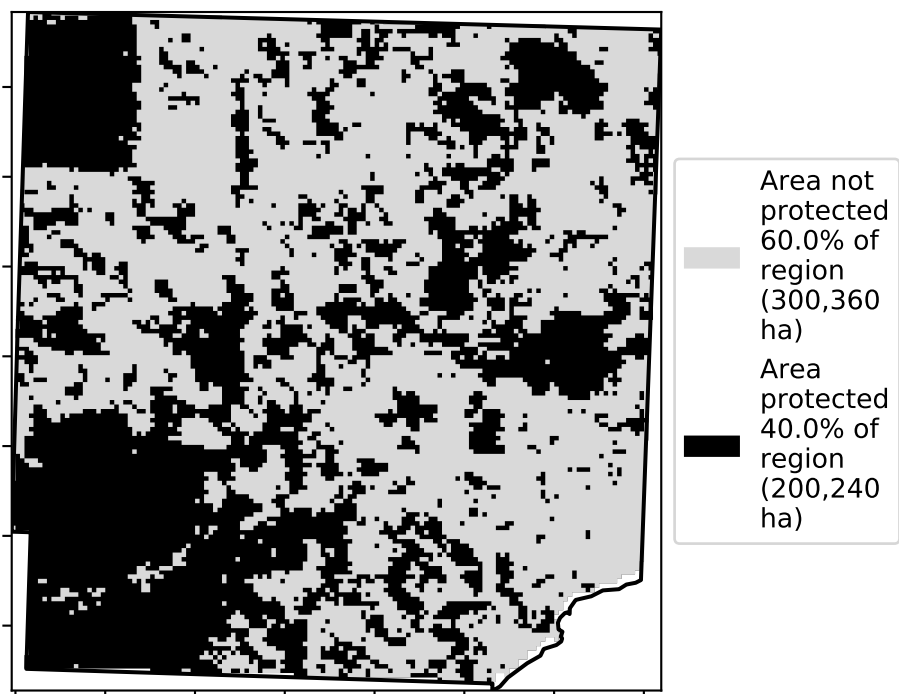 Area not
protected
60.0% of
region
(300,360
ha)
Area
protected
40.0% of
region
(200,240
ha)